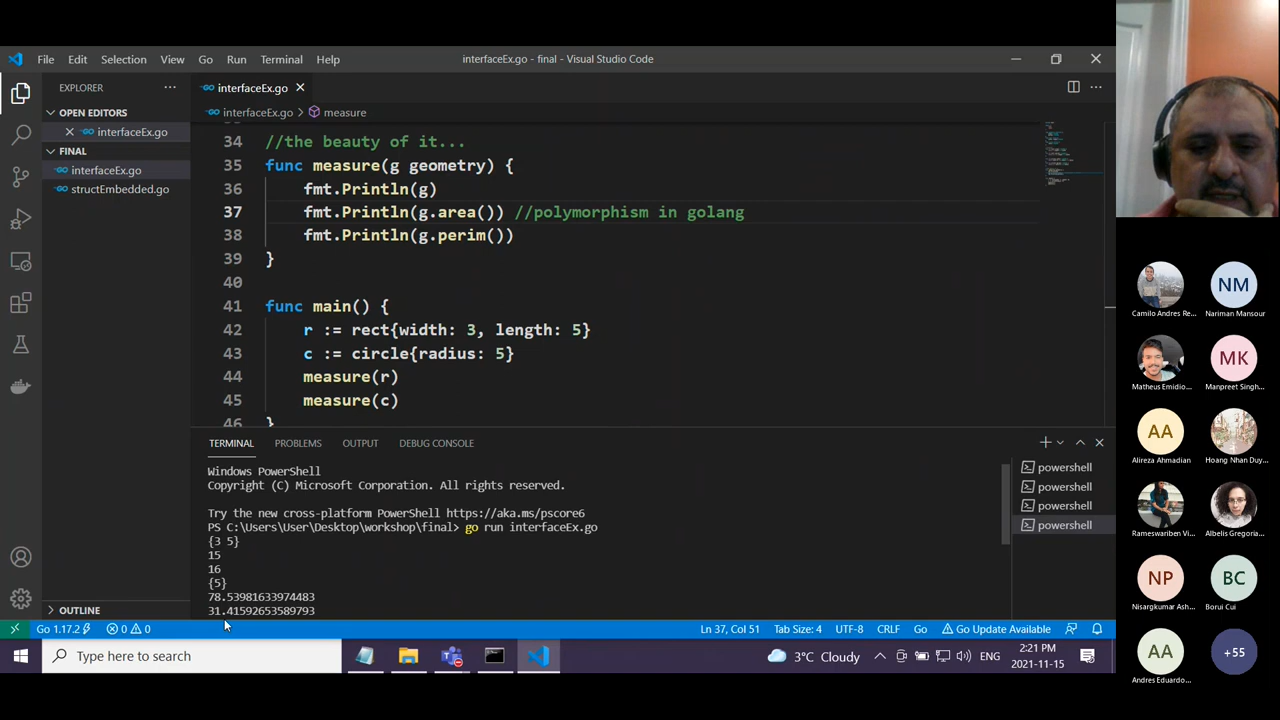 File Edit Selection View Go Run Terminal Help
interfaceEx.go - final - Visual Studio Code
EXPLORER
OPEN EDITORS
interfaceEx.go
FINAL
interfaceEx.go
structEmbedded.go
OUTLINE
interfaceEx.go
interfaceEx.go > measure
34 //the beauty of it...
35 func measure(g geometry) {
36 fmt.Println(g)
37 fmt.Println(g.area()) //polymorphism in golang
38 fmt.Println(g.perim())
39 }
40
41 func main() {
42 r := rect{width: 3, length: 5}
43 c := circle{radius: 5}
44 measure(r)
45 measure(c)
46 }
TERMINAL PROBLEMS OUTPUT DEBUG CONSOLE
Windows PowerShell
Copyright (C) Microsoft Corporation. All rights reserved.
Try the new cross-platform PowerShell https://aka.ms/pscore6
PS C:\Users\User\Desktop\workshop\final> go run interfaceEx.go
{3 5}
15
16
{5}
78.53981633974483
31.41592653589793
powershell
powershell
powershell
powershell
Go 1.17.2 0 0 Ln 37, Col 51 Tab Size: 4 UTF-8 CRLF Go Go Update Available
Type here to search
3°C Cloudy
ENG
2:21 PM
2021-11-15
Camilo Andres Re...
NM
Nariman Mansour
Matheus Emidio...
MK
Manpreet Singh...
AA
Alireza Ahmadian
Hoang Nhan Duy...
Rameswariben Vi...
Albelis Gregoria...
NP
Nisargkumar Ash...
BC
Borui Cui
AA
Andres Eduardo...
+55